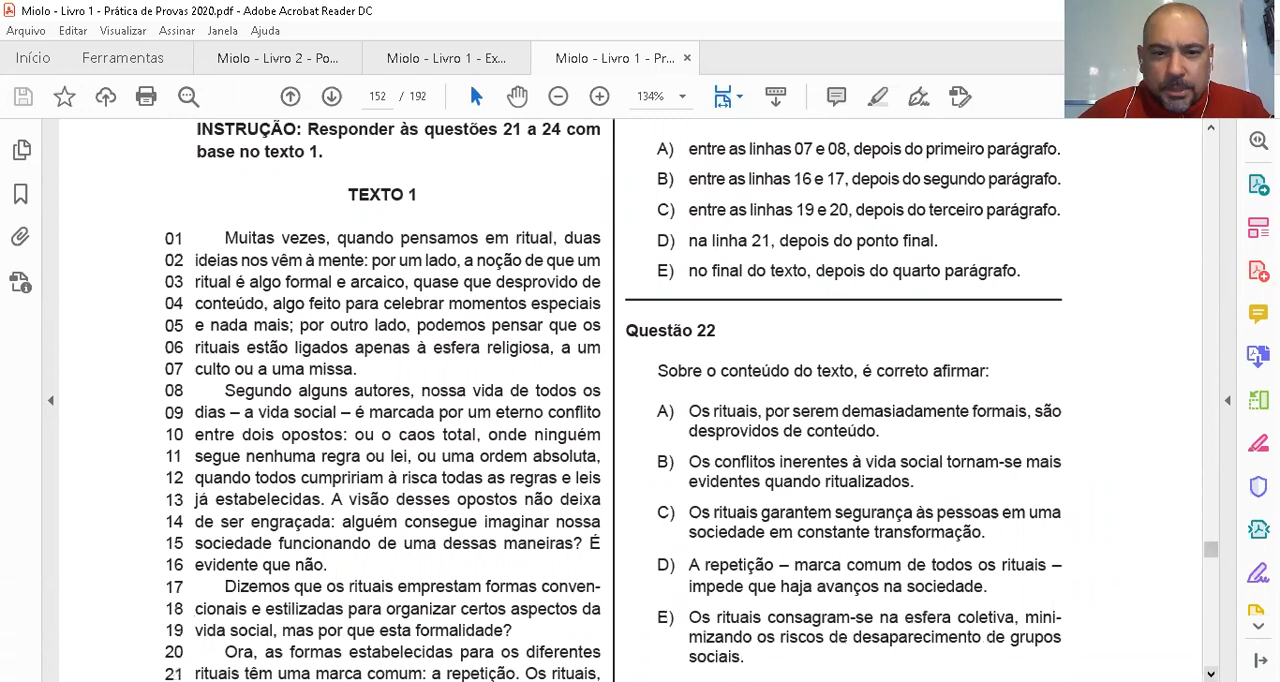 Miolo - Livro 1 - Prática de Provas 2020.pdf - Adobe Acrobat Reader DC
Arquivo Editar Visualizar Assinar Janela Ajuda
Início Ferramentas Miolo - Livro 2 - Po... Miolo - Livro 1 - Ex... Miolo - Livro 1 - Pr... ×
152 / 192 134%
INSTRUÇÃO: Responder às questões 21 a 24 com
base no texto 1.
TEXTO 1
01 Muitas vezes, quando pensamos em ritual, duas
02 ideias nos vêm à mente: por um lado, a noção de que um
03 ritual é algo formal e arcaico, quase que desprovido de
04 conteúdo, algo feito para celebrar momentos especiais
05 e nada mais; por outro lado, podemos pensar que os
06 rituais estão ligados apenas à esfera religiosa, a um
07 culto ou a uma missa.
08 Segundo alguns autores, nossa vida de todos os
09 dias – a vida social – é marcada por um eterno conflito
10 entre dois opostos: ou o caos total, onde ninguém
11 segue nenhuma regra ou lei, ou uma ordem absoluta,
12 quando todos cumpririam à risca todas as regras e leis
13 já estabelecidas. A visão desses opostos não deixa
14 de ser engraçada: alguém consegue imaginar nossa
15 sociedade funcionando de uma dessas maneiras? É
16 evidente que não.
17 Dizemos que os rituais emprestam formas conven-
18 cionais e estilizadas para organizar certos aspectos da
19 vida social, mas por que esta formalidade?
20 Ora, as formas estabelecidas para os diferentes
21 rituais têm uma marca comum: a repetição. Os rituais,
A) entre as linhas 07 e 08, depois do primeiro parágrafo.
B) entre as linhas 16 e 17, depois do segundo parágrafo.
C) entre as linhas 19 e 20, depois do terceiro parágrafo.
D) na linha 21, depois do ponto final.
E) no final do texto, depois do quarto parágrafo.
Questão 22
Sobre o conteúdo do texto, é correto afirmar:
A) Os rituais, por serem demasiadamente formais, são
desprovidos de conteúdo.
B) Os conflitos inerentes à vida social tornam-se mais
evidentes quando ritualizados.
C) Os rituais garantem segurança às pessoas em uma
sociedade em constante transformação.
D) A repetição – marca comum de todos os rituais –
impede que haja avanços na sociedade.
E) Os rituais consagram-se na esfera coletiva, mini-
mizando os riscos de desaparecimento de grupos
sociais.